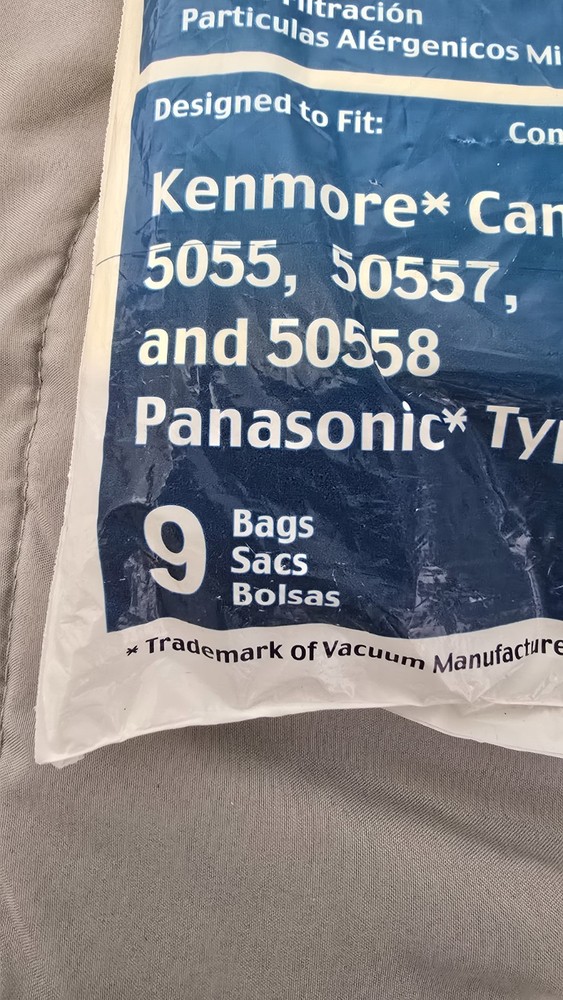 Particulas Alérgenicos
Designed to Fit:
Kenmore*
5055, 50557,
and 50558
Panasonic*
9
Bags
Sacs
Bolsas
* Trademark of Vacuum